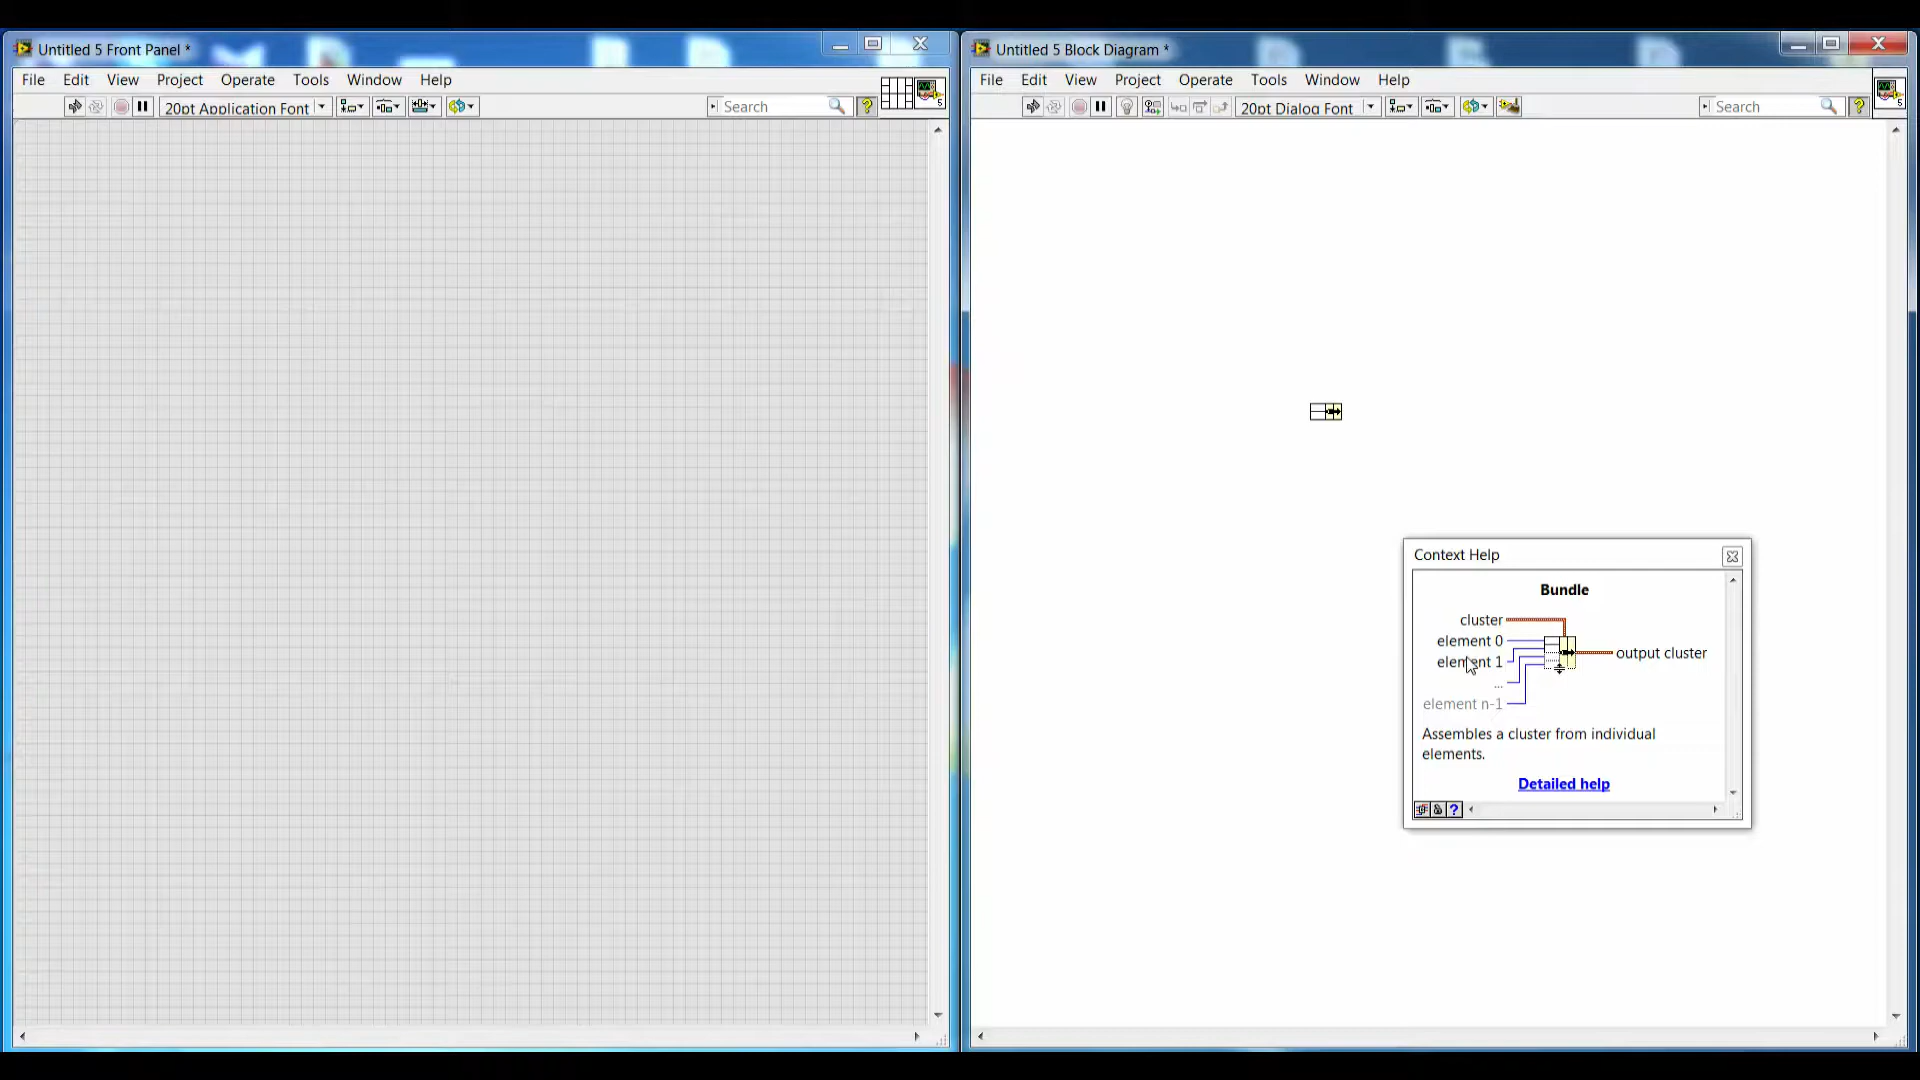 Untitled 5 Front Panel *
File Edit View Project Operate Tools Window Help
20pt Application Font
Search
?
5
Untitled 5 Block Diagram *
File Edit View Project Operate Tools Window Help
20pt Dialog Font
Search
?
5
Context Help
Bundle
cluster
element 0
element 1
...
element n-1
output cluster
Assembles a cluster from individual
elements.
Detailed help
?